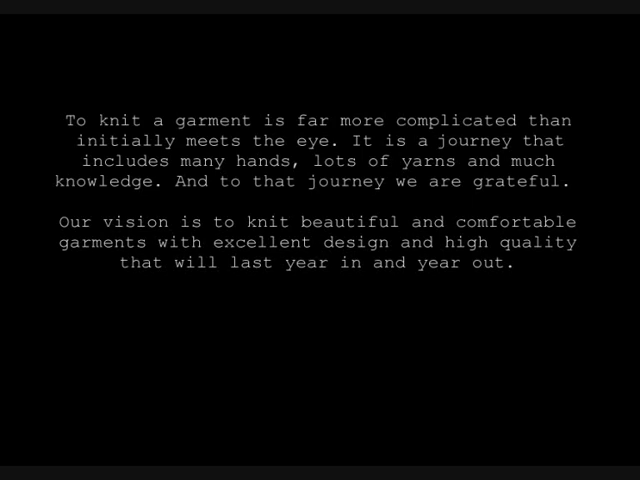 To knit a garment is far more complicated than
initially meets the eye. It is a journey that
includes many hands, lots of yarns and much
knowledge. And to that journey we are grateful.
Our vision is to knit beautiful and comfortable
garments with excellent design and high quality
that will last year in and year out.